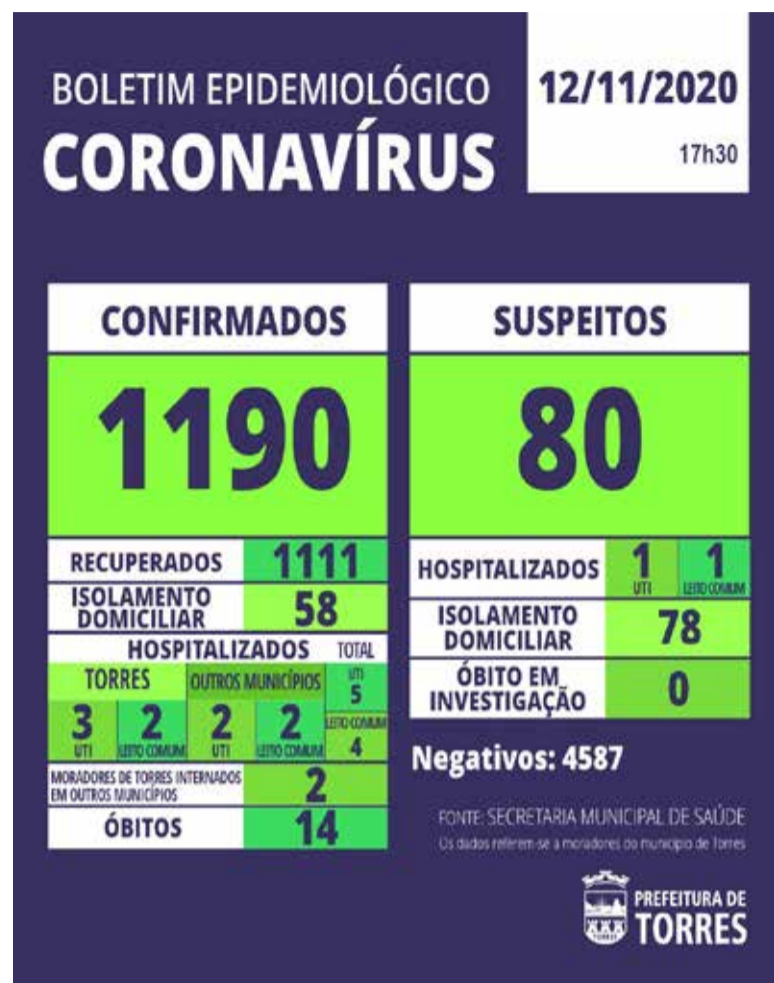 BOLETIM EPIDEMIOLÓGICO
CORONAVÍRUS
12/11/2020
17h30
CONFIRMADOS
1190
RECUPERADOS 1111
ISOLAMENTO
DOMICILIAR 58
HOSPITALIZADOS TOTAL
TORRES OUTROS MUNICÍPIOS UTI
5
3 2 2 2 LEITO COMUM
UTI LEITO COMUM UTI LEITO COMUM 4
MORADORES DE TORRES INTERNADOS
EM OUTROS MUNICÍPIOS 2
ÓBITOS 14
SUSPEITOS
80
HOSPITALIZADOS 1 1
UTI LEITO COMUM
ISOLAMENTO
DOMICILIAR 78
ÓBITO EM
INVESTIGAÇÃO 0
Negativos: 4587
FONTE: SECRETARIA MUNICIPAL DE SAÚDE
Os dados referem-se a moradores do município de Torres
PREFEITURA DE
TORRES